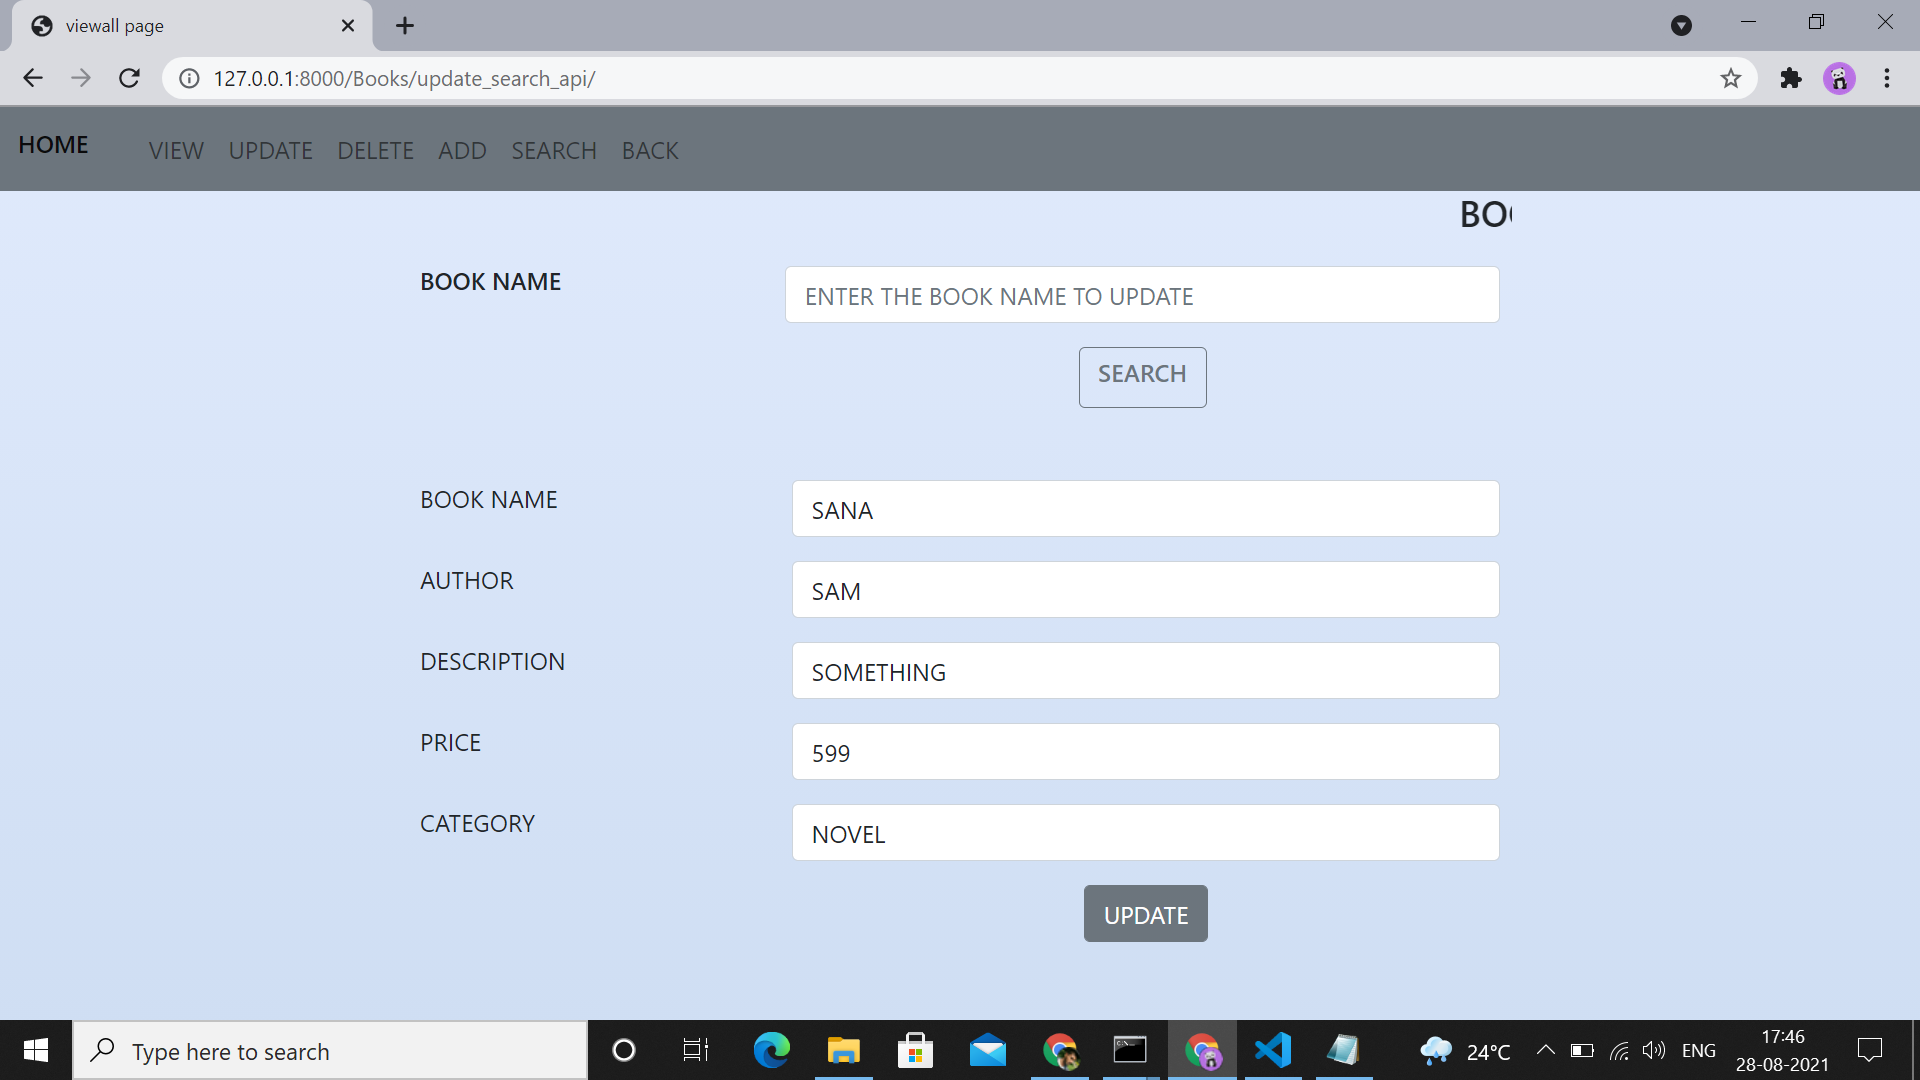 viewall page
127.0.0.1:8000/Books/update_search_api/
HOME VIEW UPDATE DELETE ADD SEARCH BACK
BOOK NAME
ENTER THE BOOK NAME TO UPDATE
SEARCH
BOOK NAME
SANA
AUTHOR
SAM
DESCRIPTION
SOMETHING
PRICE
599
CATEGORY
NOVEL
UPDATE
Type here to search
24°C
ENG
17:46
28-08-2021